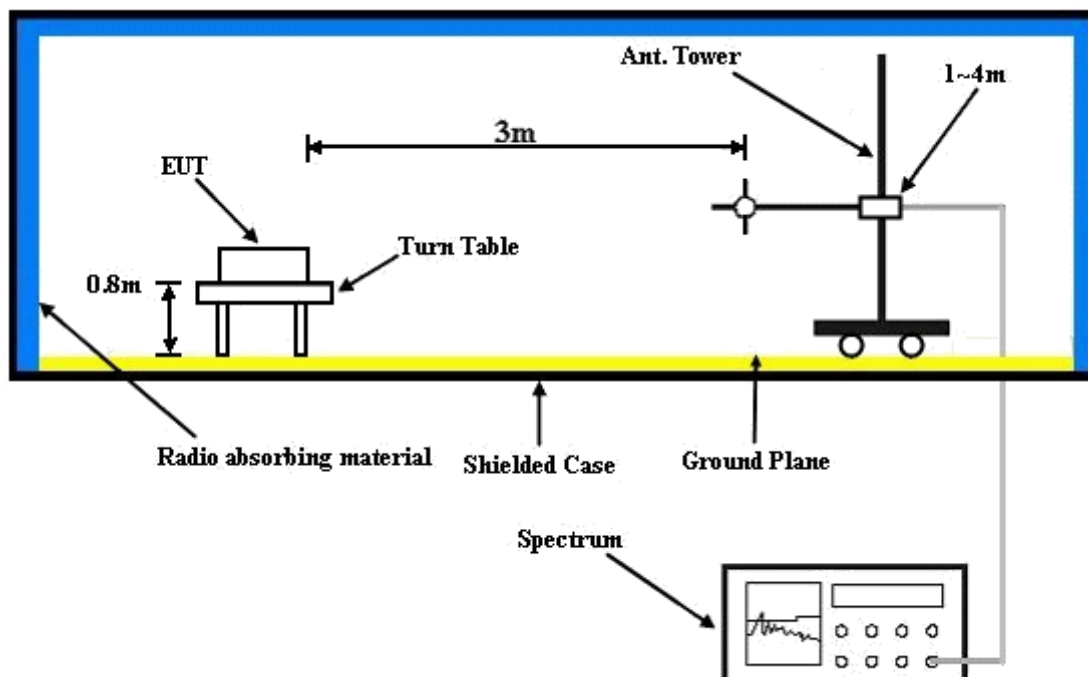 Ant. Tower
1~4m
3m
EUT
Turn Table
0.8m
Radio absorbing material
Shielded Case
Ground Plane
Spectrum